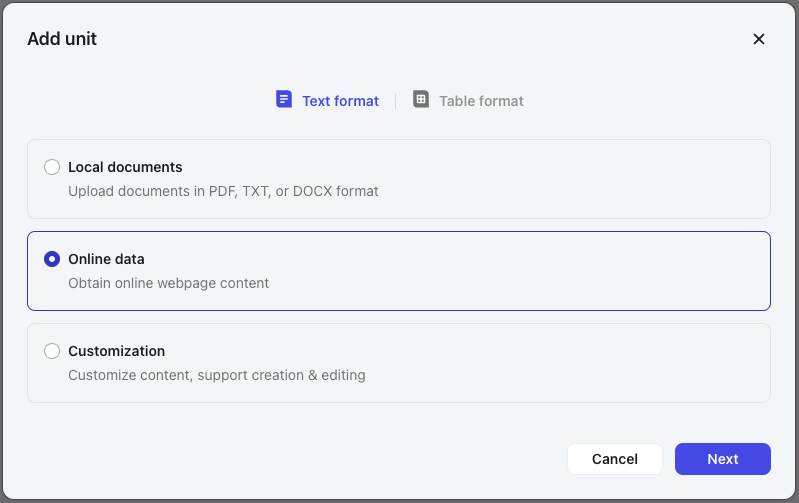 Add unit
Text format
Table format
Local documents
Upload documents in PDF, TXT, or DOCX format
Online data
Obtain online webpage content
Customization
Customize content, support creation & editing
Cancel
Next